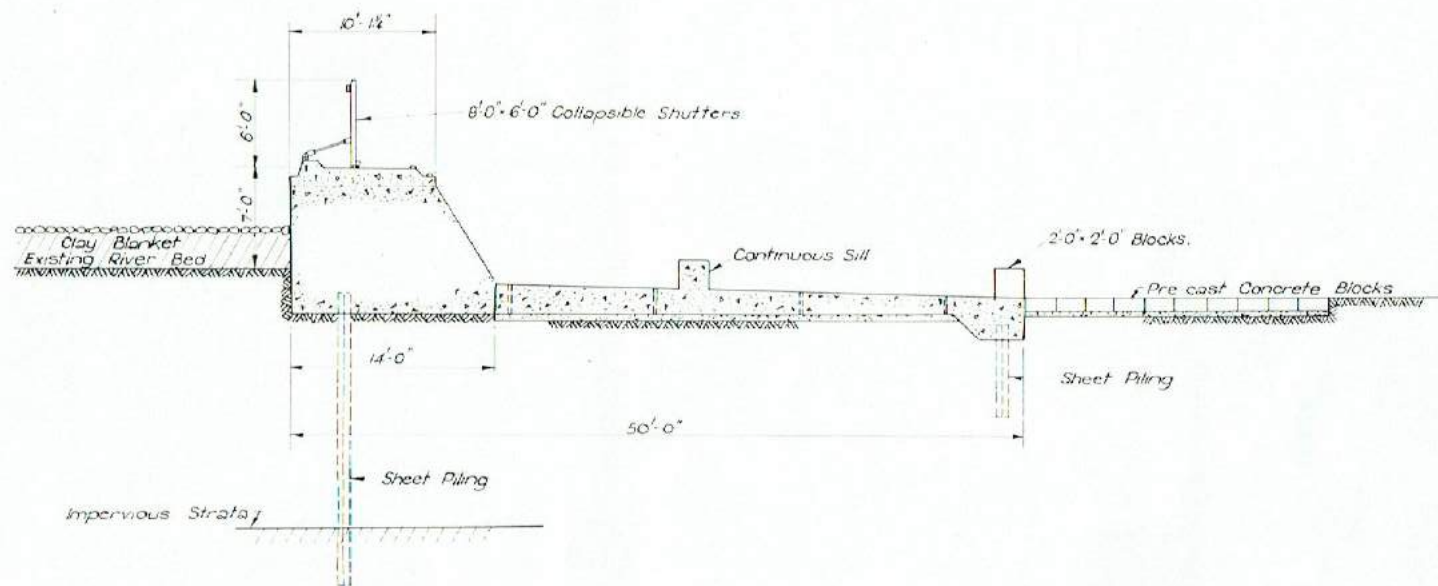 10'-1½"
8'-0" × 6'-0" Collapsible Shutters
6'-0"
7'-0"
Clay Blanket
Existing River Bed
Continuous Sill
2'-0" × 2'-0" Blocks.
Pre cast Concrete Blocks
14'-0"
Sheet Piling
50'-0"
Sheet Piling
Impervious Strata